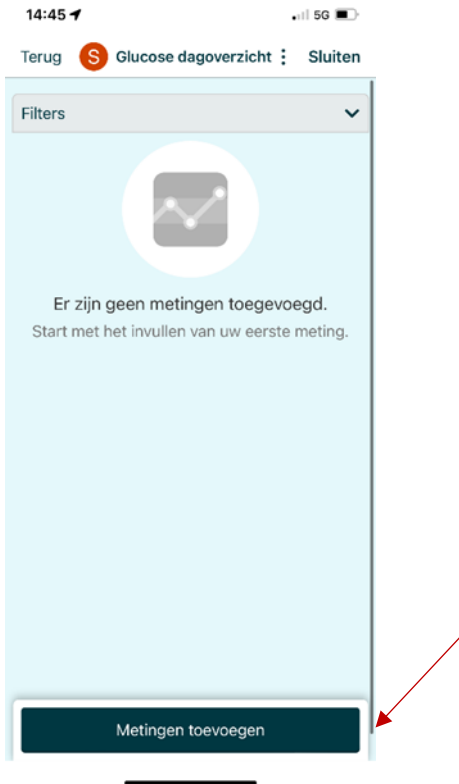 14:45 5G
Terug S Glucose dagoverzicht Sluiten
Filters
Er zijn geen metingen toegevoegd.
Start met het invullen van uw eerste meting.
Metingen toevoegen